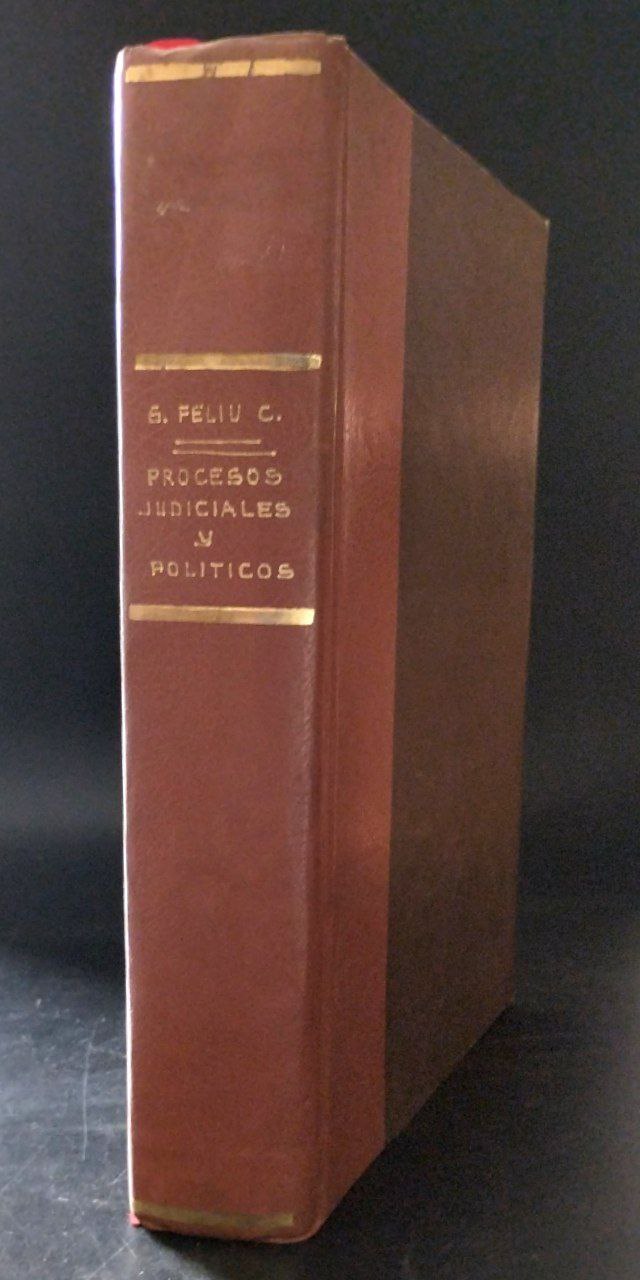 G. FELIU C.
PROCESOS
JUDICIALES
Y
POLITICOS